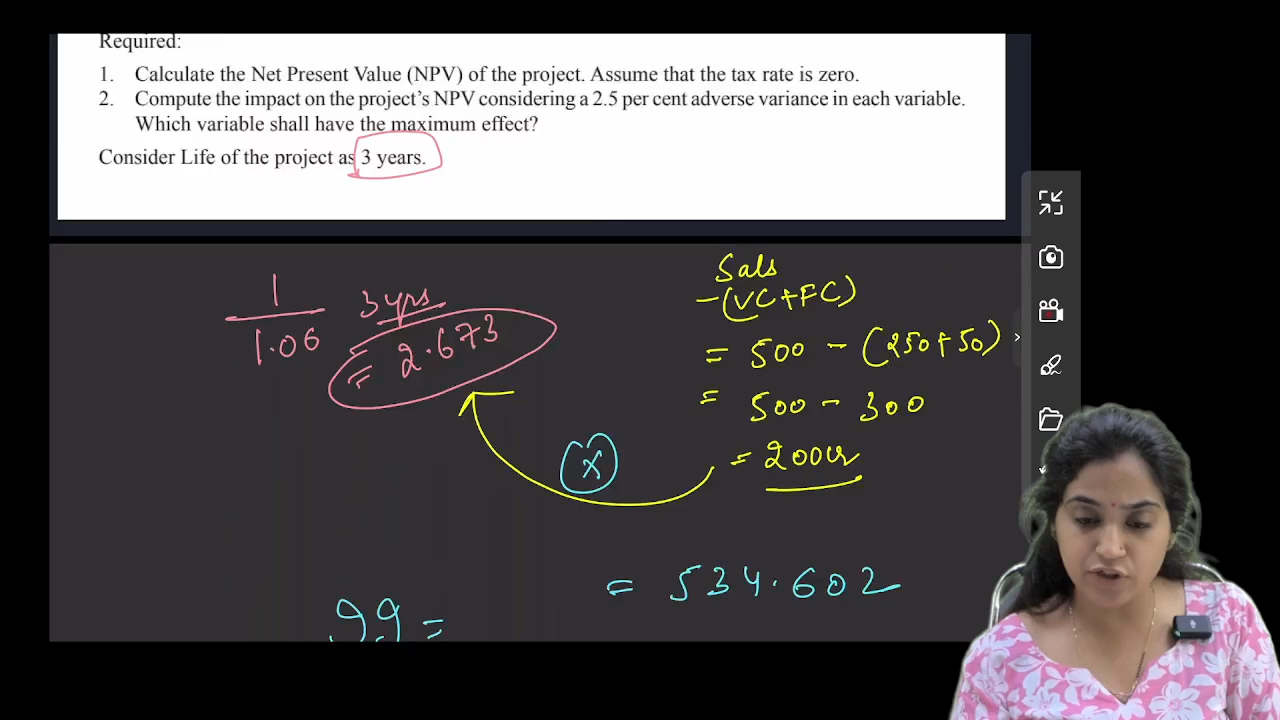 Required:
1. Calculate the Net Present Value (NPV) of the project. Assume that the tax rate is zero.
2. Compute the impact on the project's NPV considering a 2.5 per cent adverse variance in each variable.
Which variable shall have the maximum effect?
Consider Life of the project as 3 years.
1
1.06
3 yrs
= 2.673
Sals
-(VC+FC)
= 500 - (250+50)
= 500 - 300
= 200cr
x
= 534.602
99 =